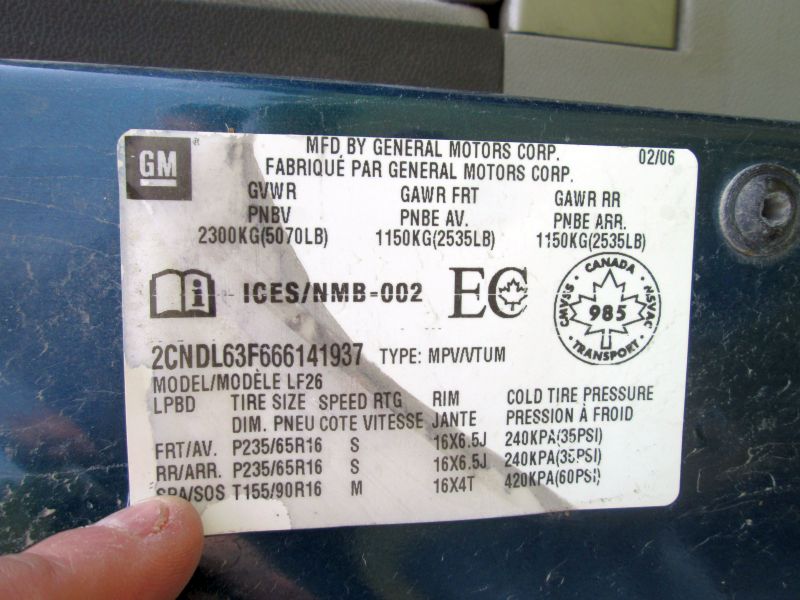 GM
MFD BY GENERAL MOTORS CORP. 02/06
FABRIQUÉ PAR GENERAL MOTORS CORP.
GVWR GAWR FRT GAWR RR
PNBV PNBE AV. PNBE ARR.
2300KG(5070LB) 1150KG(2535LB) 1150KG(2535LB)
i ICES/NMB-002 EC
CANADA
CMVSS 985 NSVAC
TRANSPORT
2CNDL63F666141937 TYPE: MPV/VTUM
MODEL/MODÈLE LF26
LPBD TIRE SIZE SPEED RTG RIM COLD TIRE PRESSURE
DIM. PNEU COTE VITESSE JANTE PRESSION À FROID
FRT/AV. P235/65R16 S 16X6.5J 240KPA(35PSI)
RR/ARR. P235/65R16 S 16X6.5J 240KPA(35PSI)
SPA/SOS T155/90R16 M 16X4T 420KPA(60PSI)